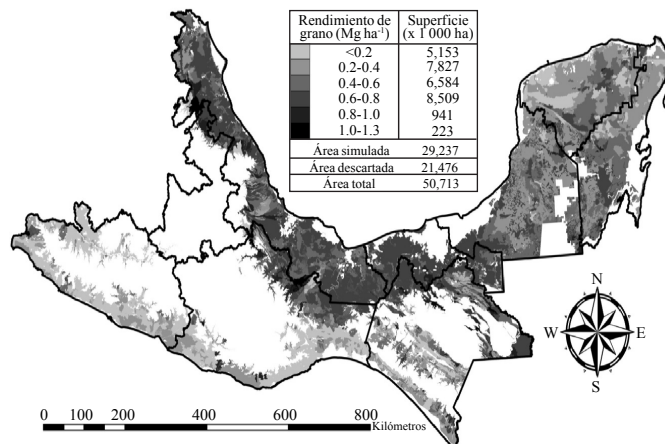 Rendimiento de grano (Mg ha⁻¹) Superficie (x 1 000 ha)
<0.2 5,153
0.2-0.4 7,827
0.4-0.6 6,584
0.6-0.8 8,509
0.8-1.0 941
1.0-1.3 223
Área simulada 29,237
Área descartada 21,476
Área total 50,713
N
W E
S
0 50 100 200 400 600 800 Kilómetros